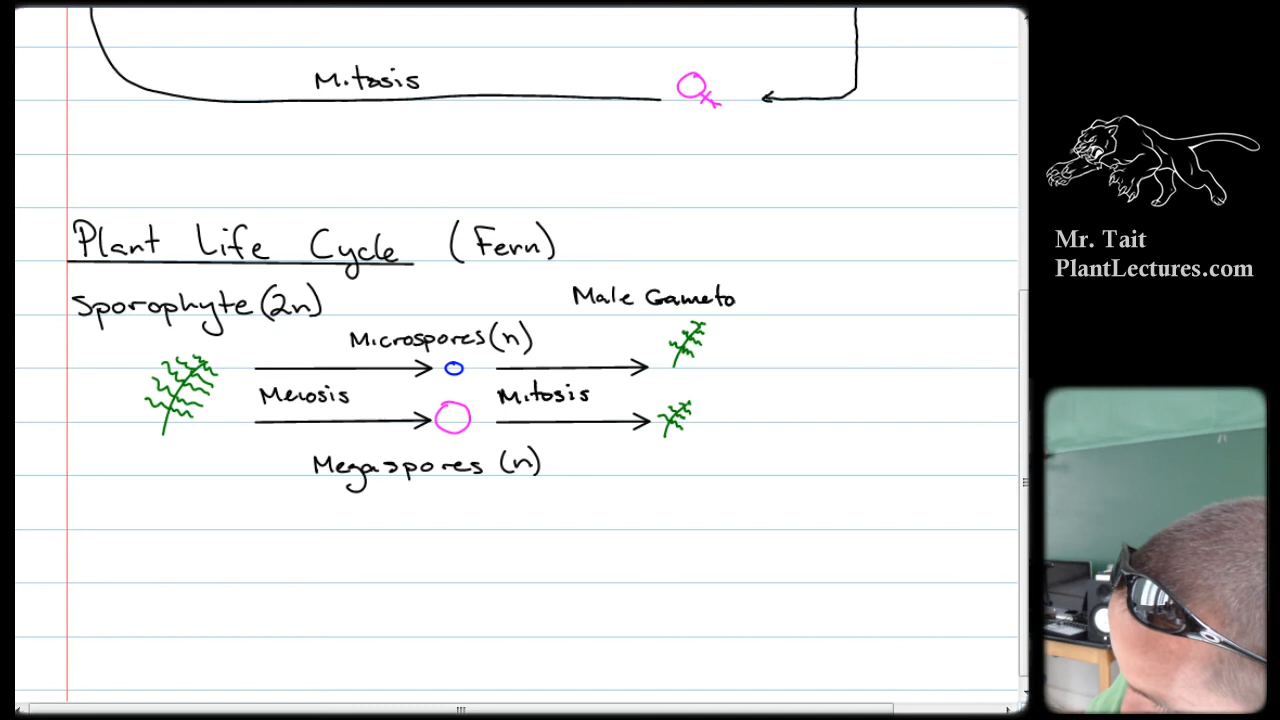 Mitosis
Plant Life Cycle (Fern)
Sporophyte (2n)
Male Gameto
Microspores (n)
Meiosis
Mitosis
Megaspores (n)
Mr. Tait
PlantLectures.com